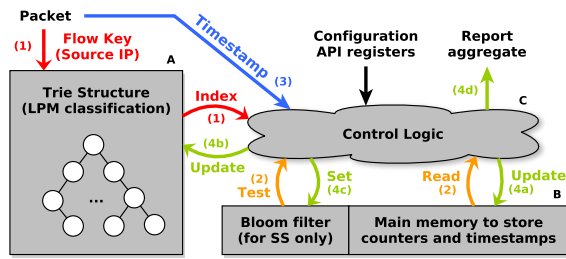 Packet
(1)
Flow Key
(Source IP)
A
Trie Structure
(LPM classification)
...
Timestamp
(3)
Index
(1)
(4b)
Update
Configuration
API registers
Report
aggregate
(4d)
C
Control Logic
(2)
Test
Set
(4c)
Read
(2)
Update
(4a)
B
Bloom filter
(for SS only)
Main memory to store
counters and timestamps